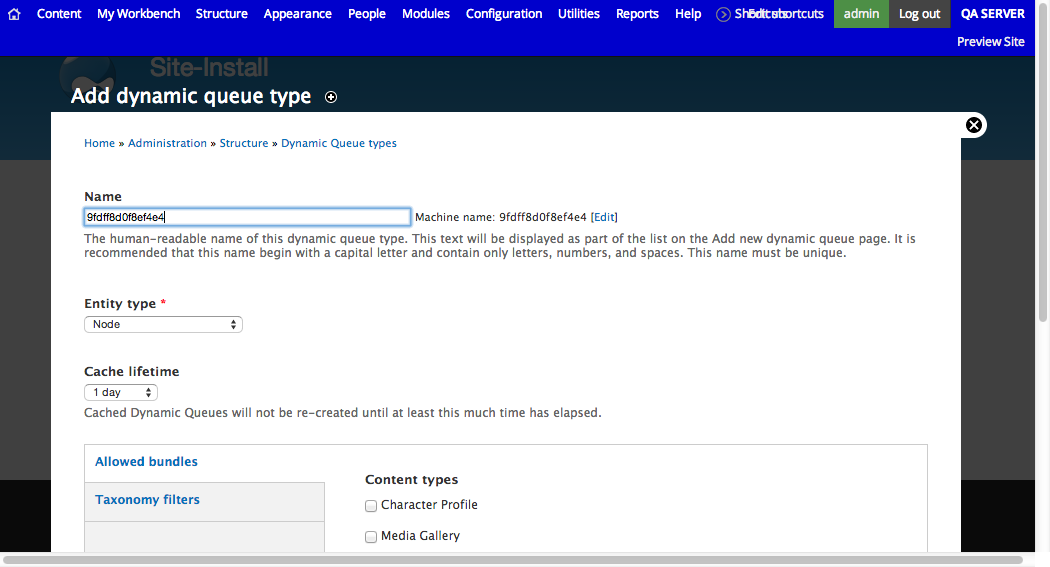 Content My Workbench Structure Appearance People Modules Configuration Utilities Reports Help Shortcuts Edit shortcuts admin Log out QA SERVER
Preview Site
Site-Install
Add dynamic queue type
Home » Administration » Structure » Dynamic Queue types
Name
9fdff8d0f8ef4e4 Machine name: 9fdff8d0f8ef4e4 [Edit]
The human-readable name of this dynamic queue type. This text will be displayed as part of the list on the Add new dynamic queue page. It is
recommended that this name begin with a capital letter and contain only letters, numbers, and spaces. This name must be unique.
Entity type *
Node
Cache lifetime
1 day
Cached Dynamic Queues will not be re-created until at least this much time has elapsed.
Allowed bundles
Content types
Taxonomy filters
Character Profile
Media Gallery